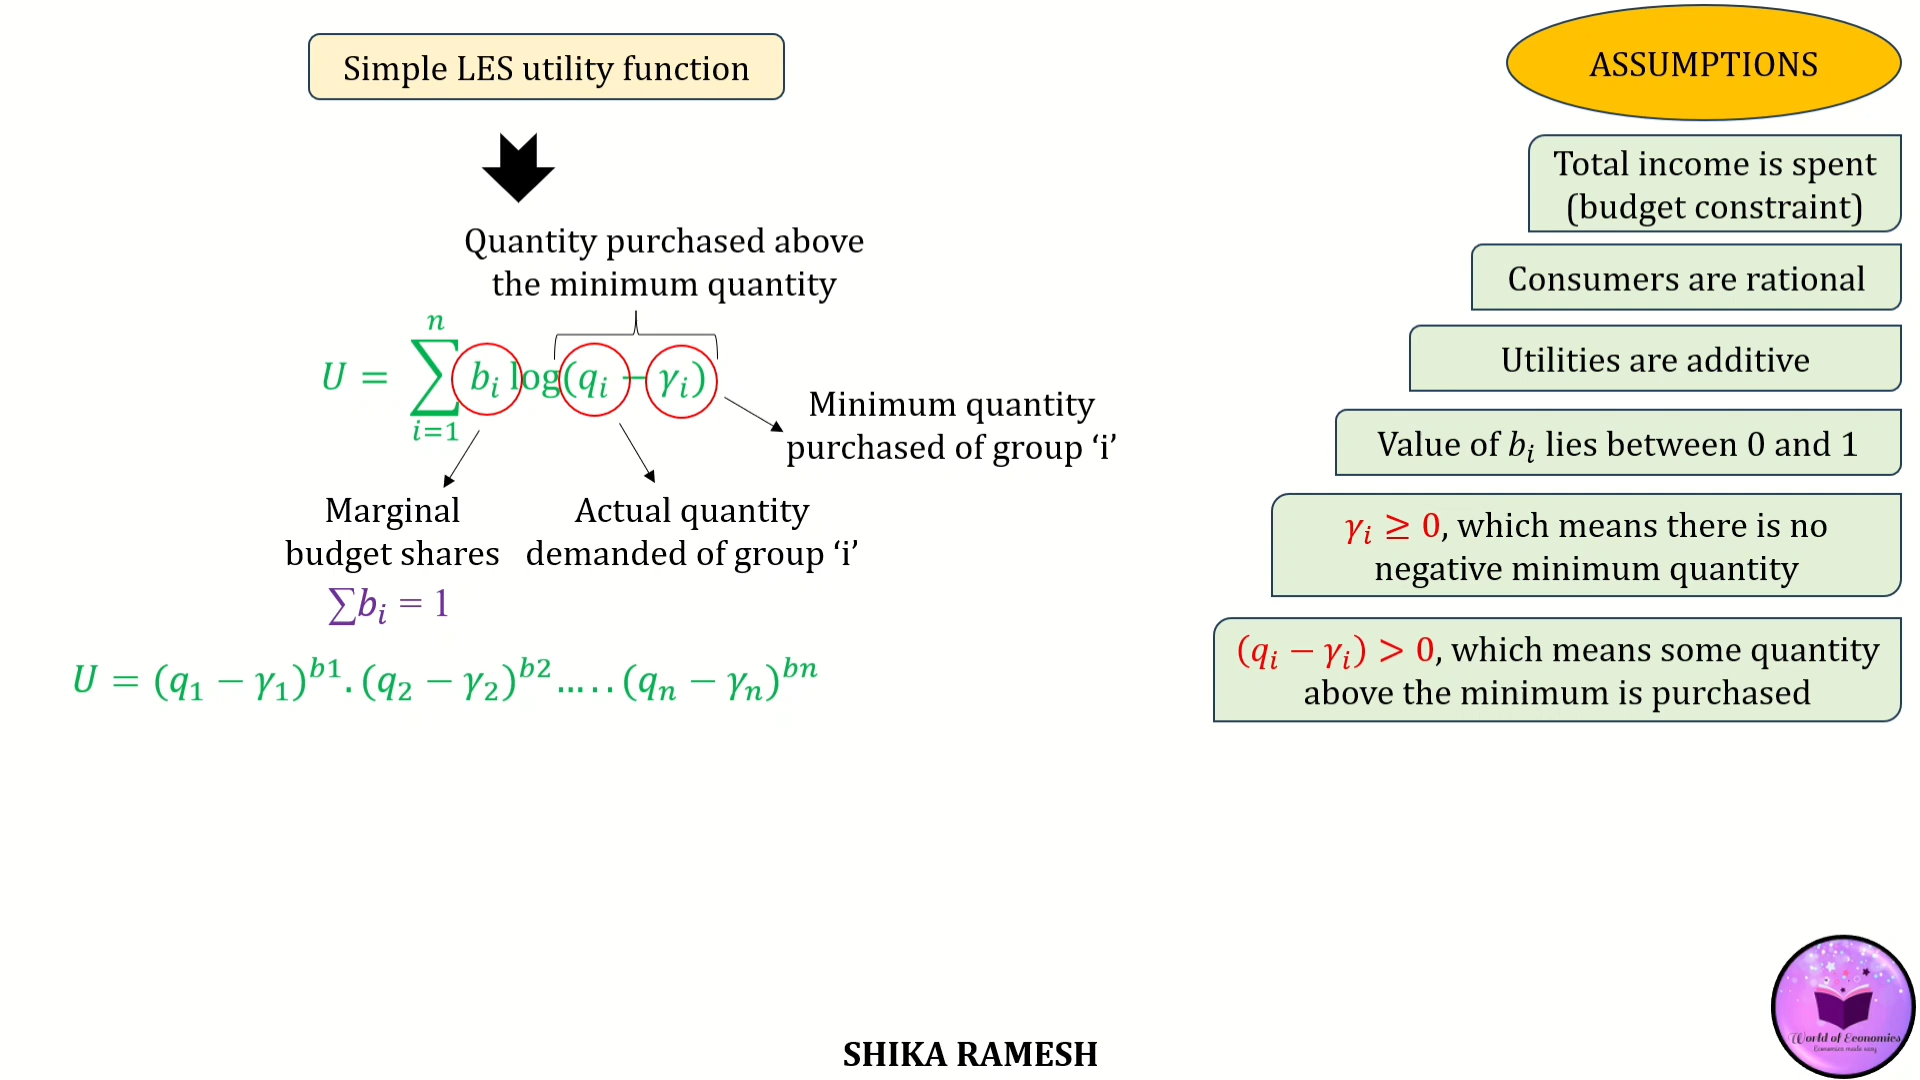 Simple LES utility function
Quantity purchased above
the minimum quantity
U = ∑_{i=1}^{n} b_i log(q_i − γ_i)
Minimum quantity
purchased of group ‘i’
Marginal
budget shares
∑b_i = 1
Actual quantity
demanded of group ‘i’
U = (q_1 − γ_1)^{b1}.(q_2 − γ_2)^{b2}.....(q_n − γ_n)^{bn}
ASSUMPTIONS
Total income is spent
(budget constraint)
Consumers are rational
Utilities are additive
Value of b_i lies between 0 and 1
γ_i ≥ 0, which means there is no
negative minimum quantity
(q_i − γ_i) > 0, which means some quantity
above the minimum is purchased
SHIKA RAMESH
World of Economics
Economics made easy